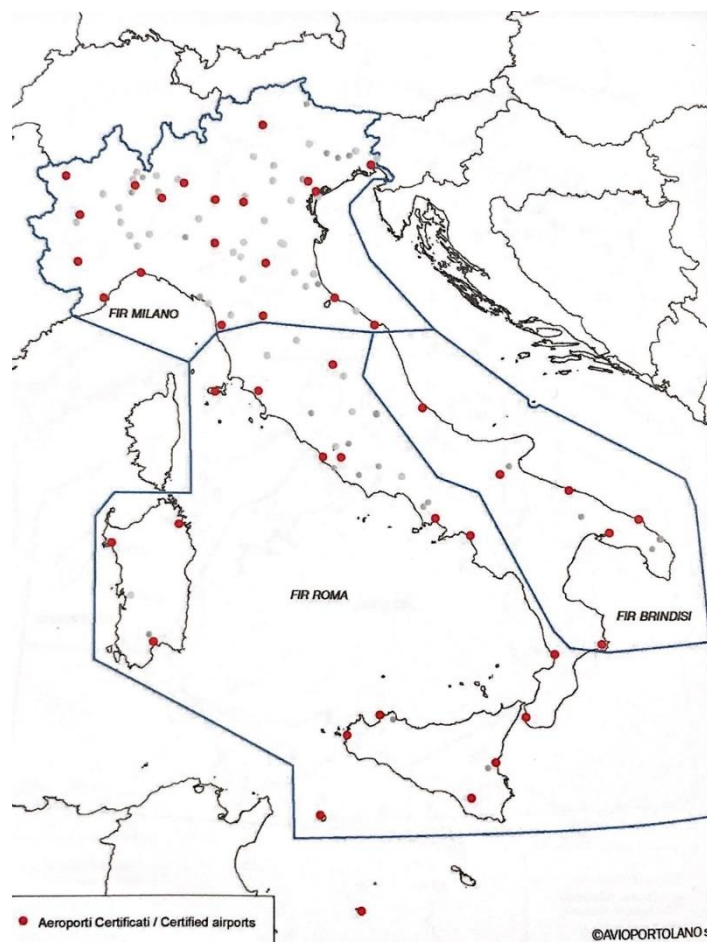 FIR MILANO
FIR ROMA
FIR BRINDISI
Aeroporti Certificati / Certified airports
©AVIOPORTOLANO